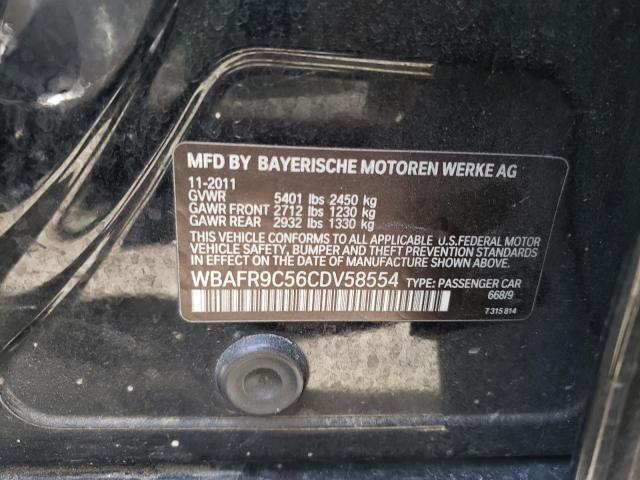 MFD BY BAYERISCHE MOTOREN WERKE AG
11-2011
GVWR 5401 lbs 2450 kg
GAWR FRONT 2712 lbs 1230 kg
GAWR REAR 2932 lbs 1330 kg
THIS VEHICLE CONFORMS TO ALL APPLICABLE U.S.FEDERAL MOTOR
VEHICLE SAFETY, BUMPER AND THEFT PREVENTION STANDARDS
IN EFFECT ON THE DATE OF MANUFACTURE SHOWN ABOVE.
WBAFR9C56CDV58554 TYPE: PASSENGER CAR
668/9
7 315 814